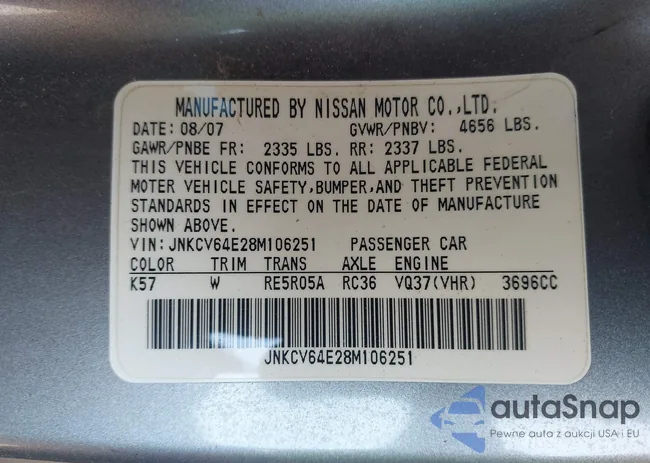 MANUFACTURED BY NISSAN MOTOR CO.,LTD.
DATE: 08/07 GVWR/PNBV: 4656 LBS.
GAWR/PNBE FR: 2335 LBS. RR: 2337 LBS.
THIS VEHICLE CONFORMS TO ALL APPLICABLE FEDERAL
MOTER VEHICLE SAFETY,BUMPER,AND THEFT PREVENTION
STANDARDS IN EFFECT ON THE DATE OF MANUFACTURE
SHOWN ABOVE.
VIN: JNKCV64E28M106251 PASSENGER CAR
COLOR TRIM TRANS AXLE ENGINE
K57 W RE5R05A RC36 VQ37(VHR) 3696CC
JNKCV64E28M106251
autaSnap
Pewne auta z aukcji USA i EU